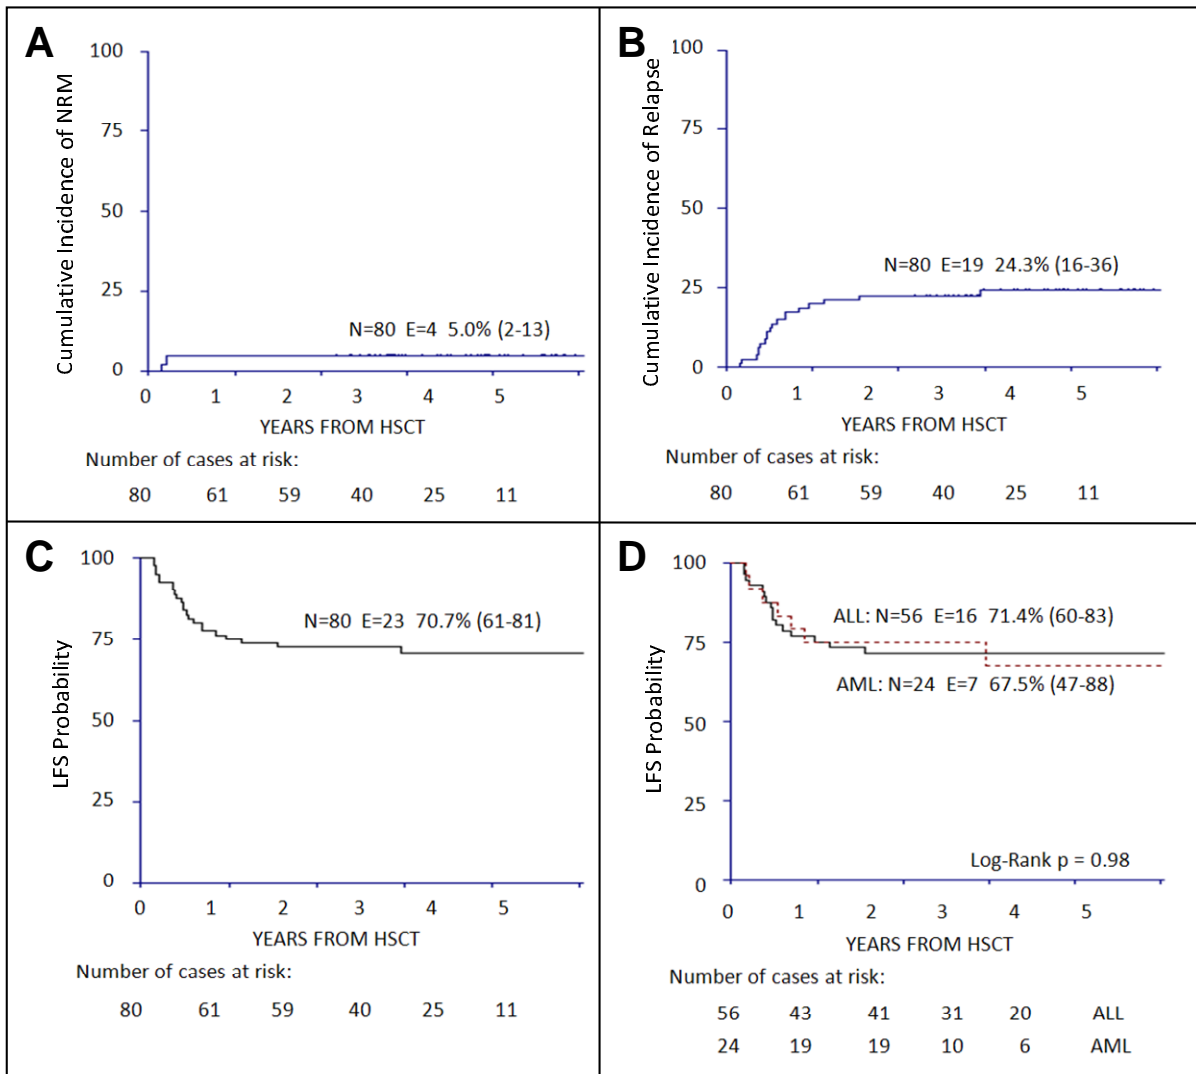 A
Cumulative Incidence of NRM
100
75
50
25
0
N=80 E=4 5.0% (2-13)
0 1 2 3 4 5
YEARS FROM HSCT
Number of cases at risk:
80 61 59 40 25 11
B
Cumulative Incidence of Relapse
100
75
50
25
0
N=80 E=19 24.3% (16-36)
0 1 2 3 4 5
YEARS FROM HSCT
Number of cases at risk:
80 61 59 40 25 11
C
LFS Probability
100
75
50
25
0
N=80 E=23 70.7% (61-81)
0 1 2 3 4 5
YEARS FROM HSCT
Number of cases at risk:
80 61 59 40 25 11
D
LFS Probability
100
75
50
25
0
ALL: N=56 E=16 71.4% (60-83)
AML: N=24 E=7 67.5% (47-88)
Log-Rank p = 0.98
0 1 2 3 4 5
YEARS FROM HSCT
Number of cases at risk:
56 43 41 31 20 ALL
24 19 19 10 6 AML